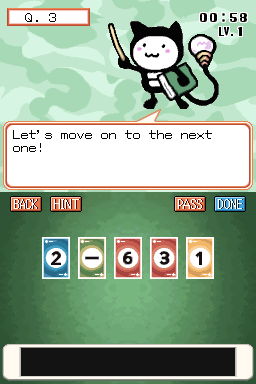 Q. 3
00:58
LV.1
Let's move on to the next
one!
BACK HINT PASS DONE
2 - 6 3 1